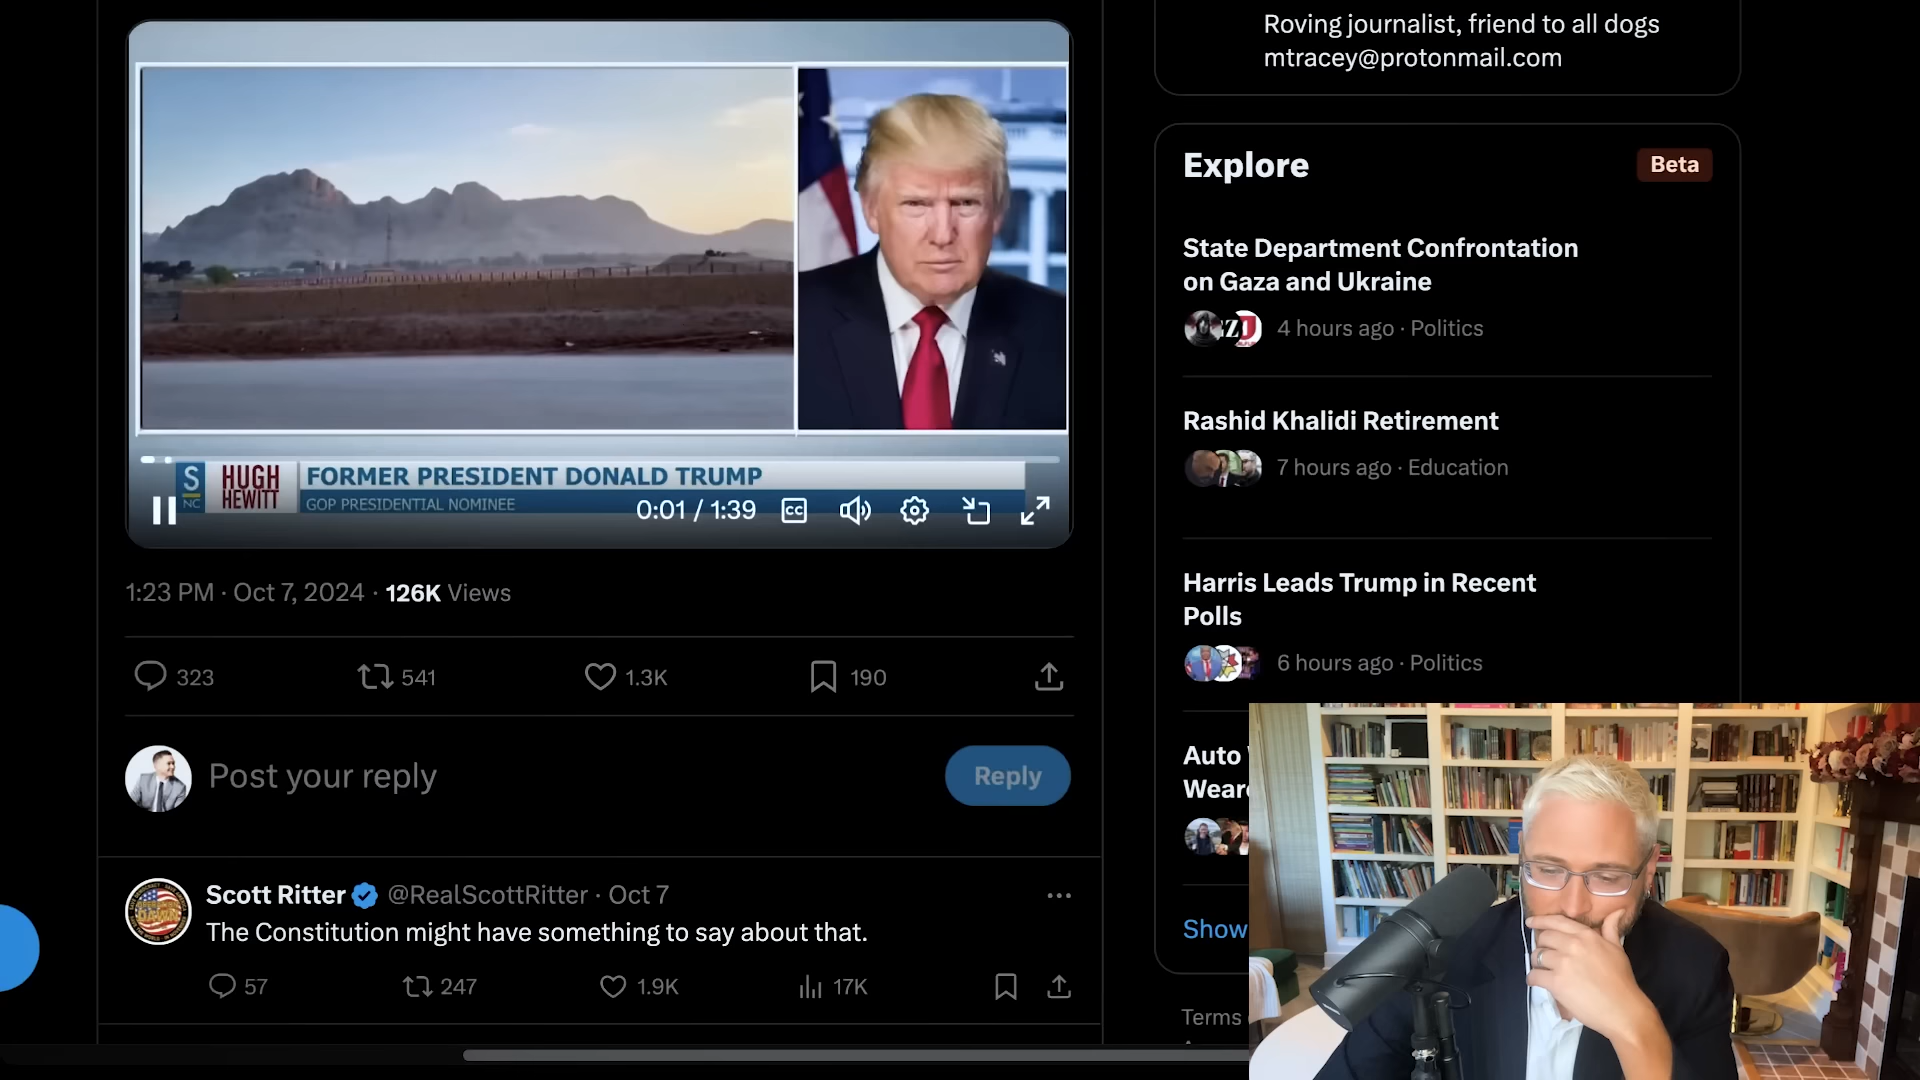 Roving journalist, friend to all dogs
mtracey@protonmail.com
S
NC
HUGH
HEWITT
FORMER PRESIDENT DONALD TRUMP
GOP PRESIDENTIAL NOMINEE
0:01 / 1:39
CC
1:23 PM · Oct 7, 2024 · 126K Views
323
541
1.3K
190
Post your reply
Reply
Scott Ritter @RealScottRitter · Oct 7
The Constitution might have something to say about that.
57
247
1.9K
17K
Explore
Beta
State Department Confrontation
on Gaza and Ukraine
4 hours ago · Politics
Rashid Khalidi Retirement
7 hours ago · Education
Harris Leads Trump in Recent
Polls
6 hours ago · Politics
Auto
Show
Terms